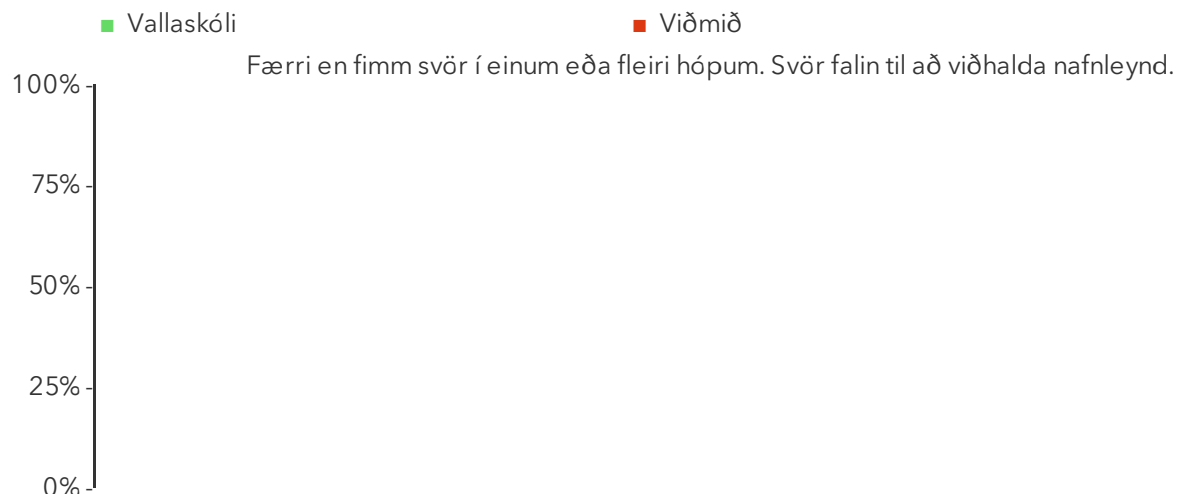 Vallaskóli Viðmið
Færri en fimm svör í einum eða fleiri hópum. Svör falin til að viðhalda nafnleynd.
100%
75%
50%
25%
0%